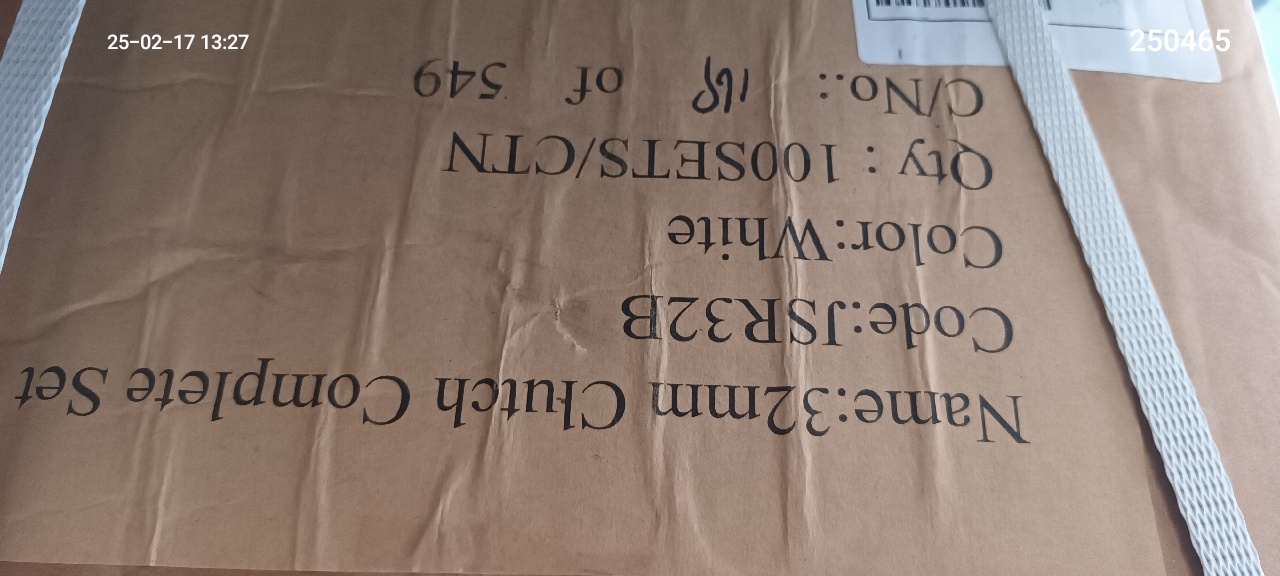 25-02-17 13:27
250465
Name:32mm Clutch Complete Set
Code:JSR32B
Color:White
Qty : 100SETS/CTN
C/No.: of 549